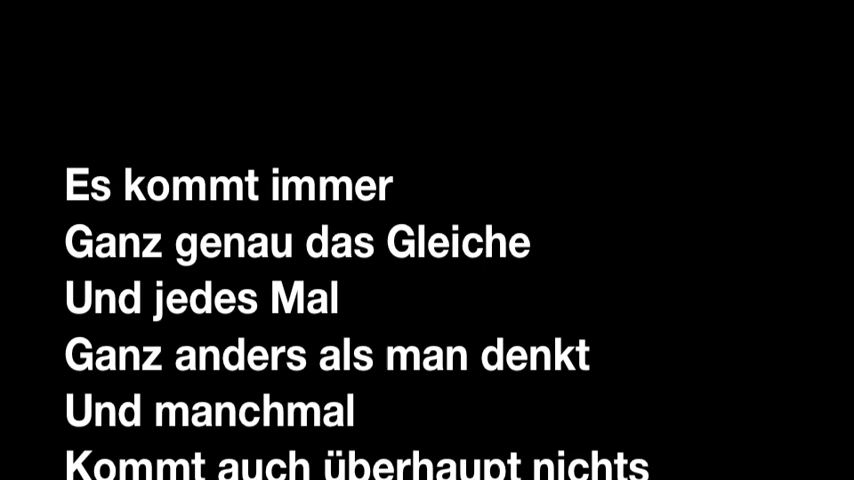 Es kommt immer
Ganz genau das Gleiche
Und jedes Mal
Ganz anders als man denkt
Und manchmal
Kommt auch überhaupt nichts